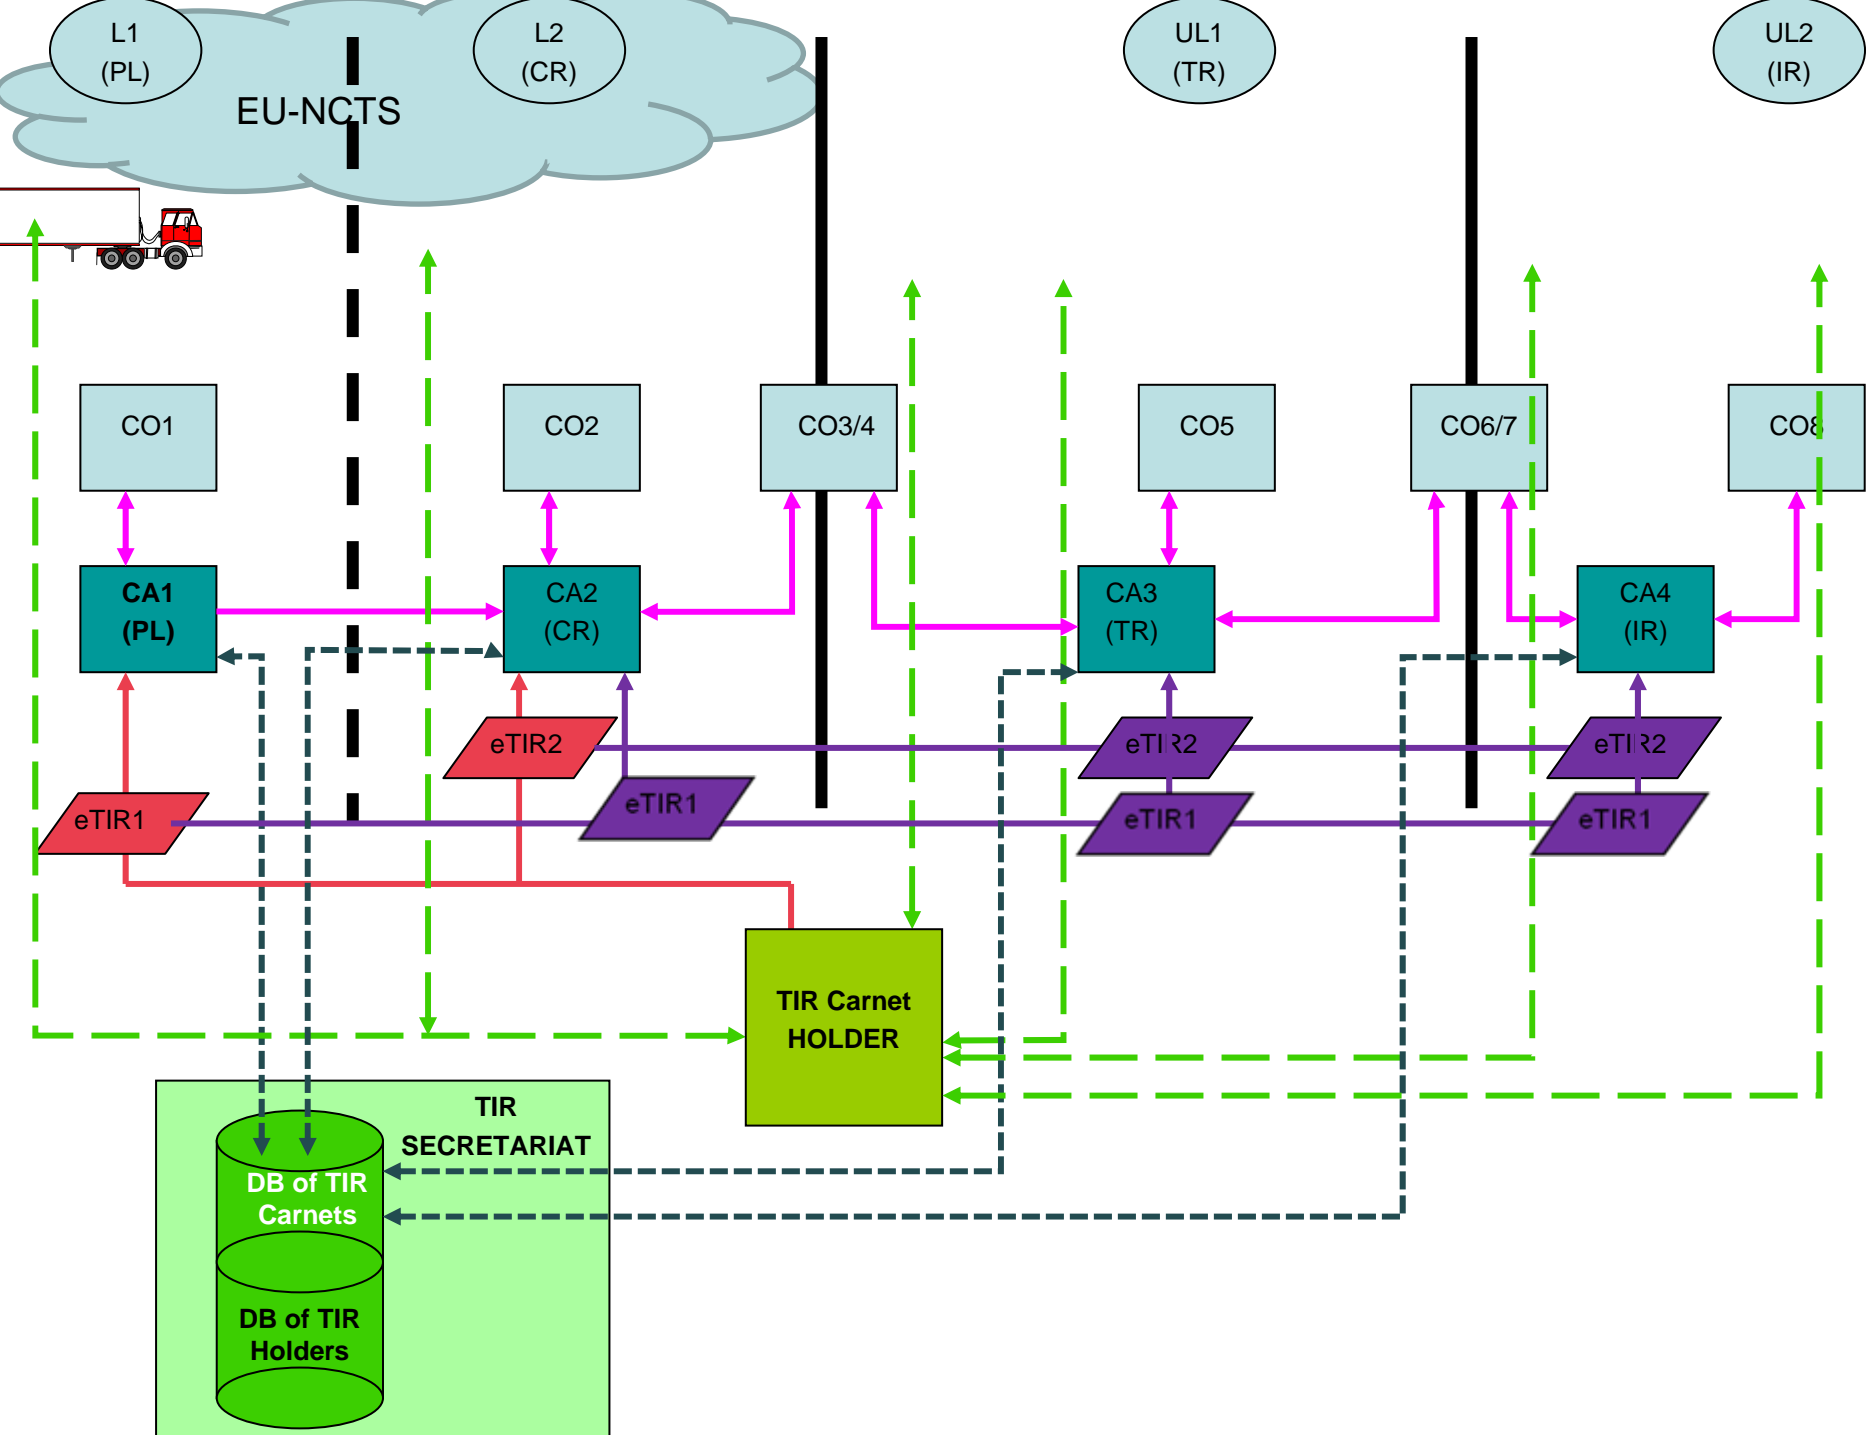 L1
(PL)
L2
(CR)
UL1
(TR)
UL2
(IR)
EU-NCTS
CO1
CO2
CO3/4
CO5
CO6/7
CO8
CA1
(PL)
CA2
(CR)
CA3
(TR)
CA4
(IR)
eTIR2
eTIR2
eTIR2
eTIR1
eTIR1
eTIR1
eTIR1
TIR Carnet
HOLDER
TIR
SECRETARIAT
DB of TIR
Carnets
DB of TIR
Holders